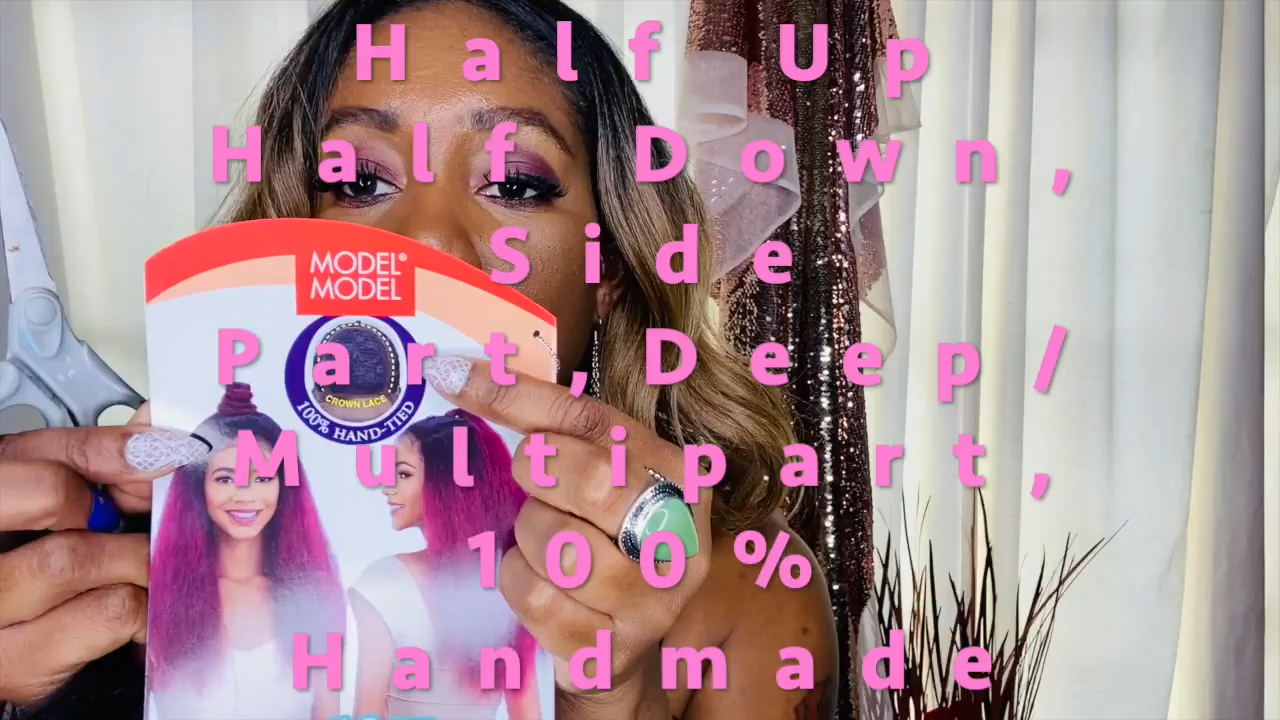 Half Up
Half Down,
Side
Part,Deep/
Multipart,
100%
Handmade
MODEL®
MODEL
CROWN LACE
100% HAND-TIED